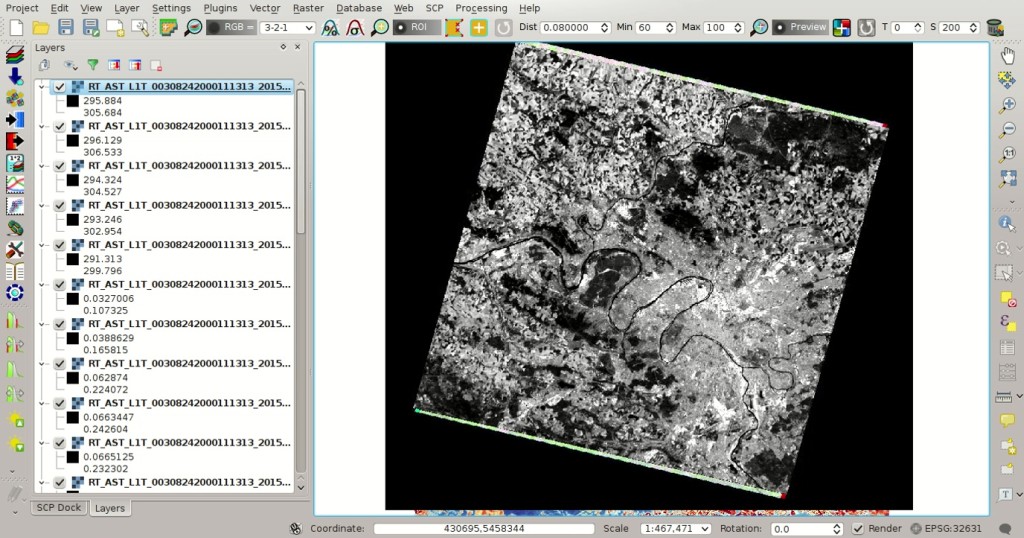 Project Edit View Layer Settings Plugins Vector Raster Database Web SCP Processing Help
RGB = 3-2-1 ROI Dist 0.080000 Min 60 Max 100 Preview T 0 S 200
Layers
RT_AST_L1T_00308242000111313_2015...
295.884
305.684
RT_AST_L1T_00308242000111313_2015...
296.129
306.533
RT_AST_L1T_00308242000111313_2015...
294.324
304.527
RT_AST_L1T_00308242000111313_2015...
293.246
302.954
RT_AST_L1T_00308242000111313_2015...
291.313
299.796
RT_AST_L1T_00308242000111313_2015...
0.0327006
0.107325
RT_AST_L1T_00308242000111313_2015...
0.0388629
0.165815
RT_AST_L1T_00308242000111313_2015...
0.062874
0.224072
RT_AST_L1T_00308242000111313_2015...
0.0663447
0.242604
RT_AST_L1T_00308242000111313_2015...
0.0665125
0.232302
RT_AST_L1T_00308242000111313_2015...
SCP Dock Layers
Coordinate: 430695,5458344 Scale 1:467,471 Rotation: 0.0 Render EPSG:32631